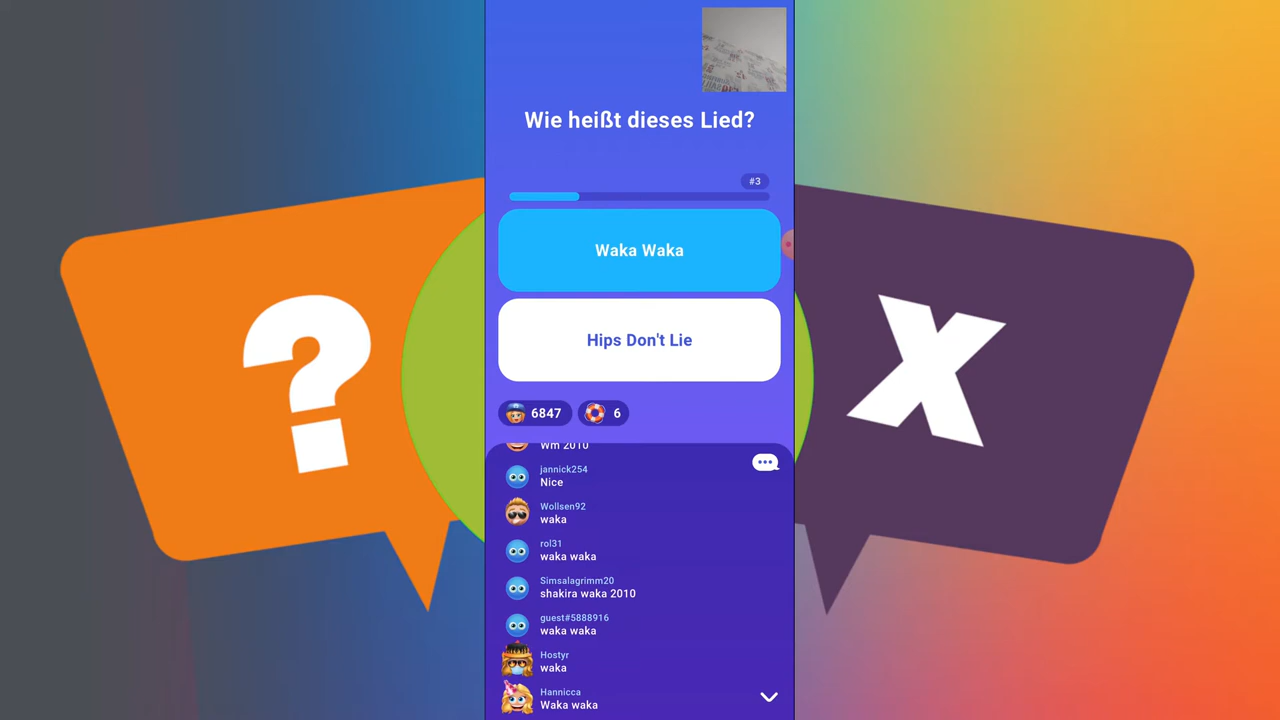 Wie heißt dieses Lied?
#3
Waka Waka
Hips Don't Lie
6847
6
Wm 2010
jannick254
Nice
Wollsen92
waka
rol31
waka waka
Simsalagrimm20
shakira waka 2010
guest#5888916
waka waka
Hostyr
waka
Hannicca
Waka waka
?
X